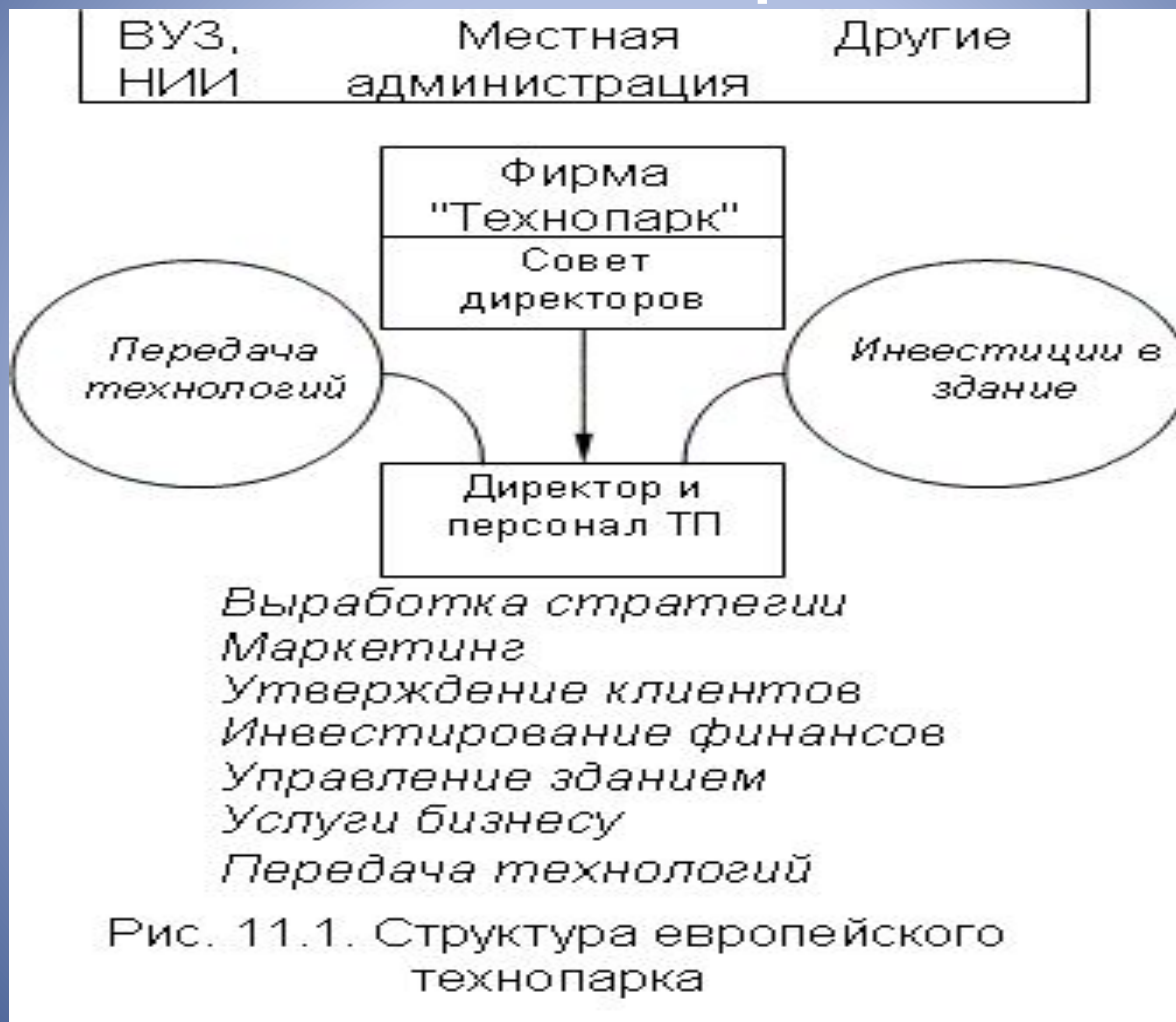 ВУЗ, Местная Другие
НИИ администрация
Фирма
"Технопарк"
Совет
директоров
Передача
технологий
Инвестиции в
здание
Директор и
персонал ТП
Выработка стратегии
Маркетинг
Утверждение клиентов
Инвестирование финансов
Управление зданием
Услуги бизнесу
Передача технологий
Рис. 11.1. Структура европейского
технопарка